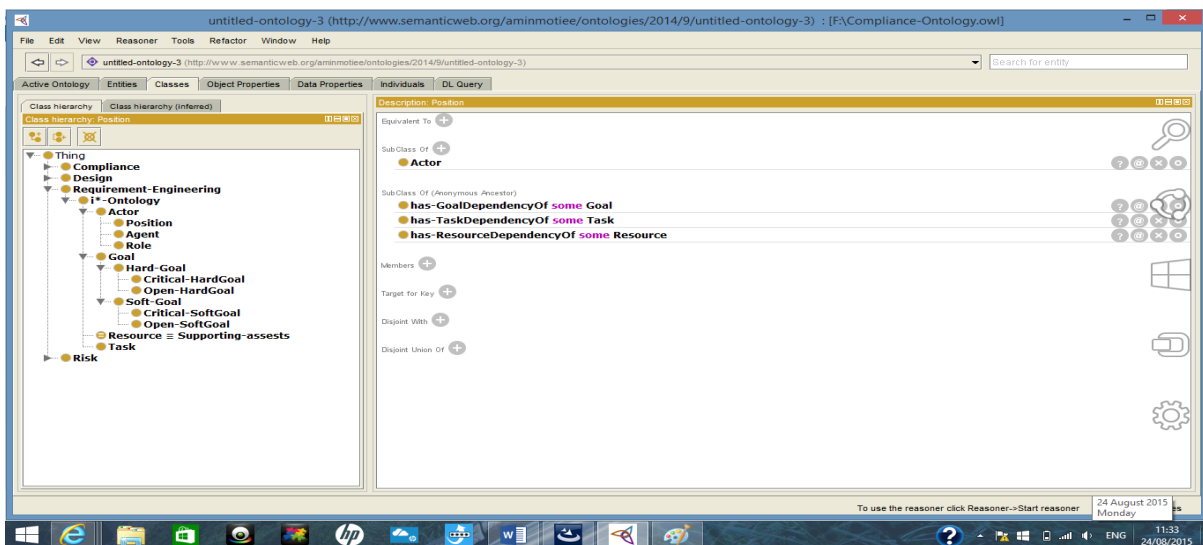 untitled-ontology-3 (http://www.semanticweb.org/aminmotiee/ontologies/2014/9/untitled-ontology-3) : [F:\Compliance-Ontology.owl]
File Edit View Reasoner Tools Refactor Window Help
untitled-ontology-3 (http://www.semanticweb.org/aminmotiee/ontologies/2014/9/untitled-ontology-3)
Search for entity
Active Ontology Entities Classes Object Properties Data Properties Individuals DL Query
Class hierarchy Class hierarchy (inferred)
Class hierarchy: Position
Thing
Compliance
Design
Requirement-Engineering
i*-Ontology
Actor
Position
Agent
Role
Goal
Hard-Goal
Critical-HardGoal
Open-HardGoal
Soft-Goal
Critical-SoftGoal
Open-SoftGoal
Resource ≡ Supporting-assests
Task
Risk
Description: Position
Equivalent To
SubClass Of
Actor
SubClass Of (Anonymous Ancestor)
has-GoalDependencyOf some Goal
has-TaskDependencyOf some Task
has-ResourceDependencyOf some Resource
Members
Target for Key
Disjoint With
Disjoint Union Of
To use the reasoner click Reasoner->Start reasoner
24 August 2015
Monday
hp
ENG
11:33
24/08/2015